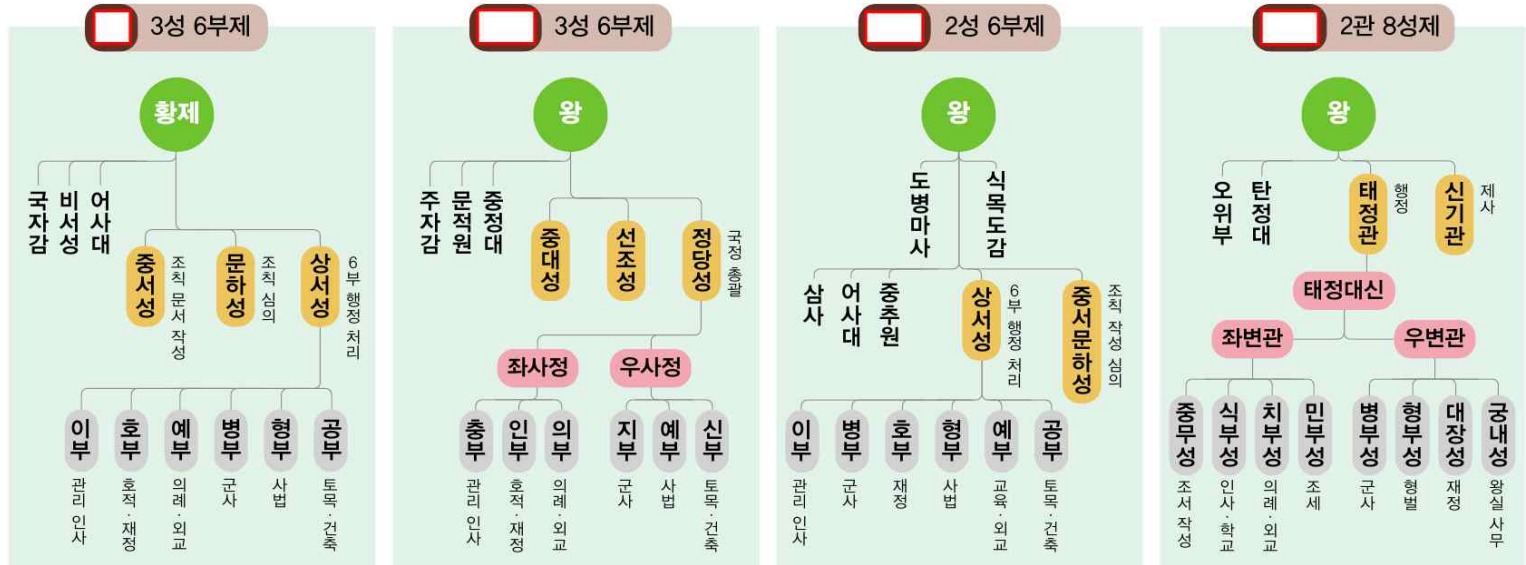 3성 6부제
황제
국자감
비서성
어사대
중서성
조칙 문서 작성
문하성
조칙 심의
상서성
6부 행정 처리
이부
호부
예부
병부
형부
공부
관리 인사
호적·재정
의례·외교
군사
사법
토목·건축
3성 6부제
왕
주자감
문적원
중정대
중대성
선조성
정당성
국정 총괄
좌사정
우사정
충부
인부
의부
지부
예부
신부
관리 인사
호적·재정
의례·외교
군사
사법
토목·건축
2성 6부제
왕
도병마사
식목도감
삼사
어사대
중추원
상서성
6부 행정 처리
중서문하성
조칙 작성 심의
이부
병부
호부
형부
예부
공부
관리 인사
군사
재정
사법
교육·외교
토목·건축
2관 8성제
왕
오위부
탄정대
태정관
행정
신기관
제사
태정대신
좌변관
우변관
중무성
식부성
치부성
민부성
병부성
형부성
대장성
궁내성
조서 작성
인사·학교
의례·외교
조세
군사
형벌
재정
왕실 사무